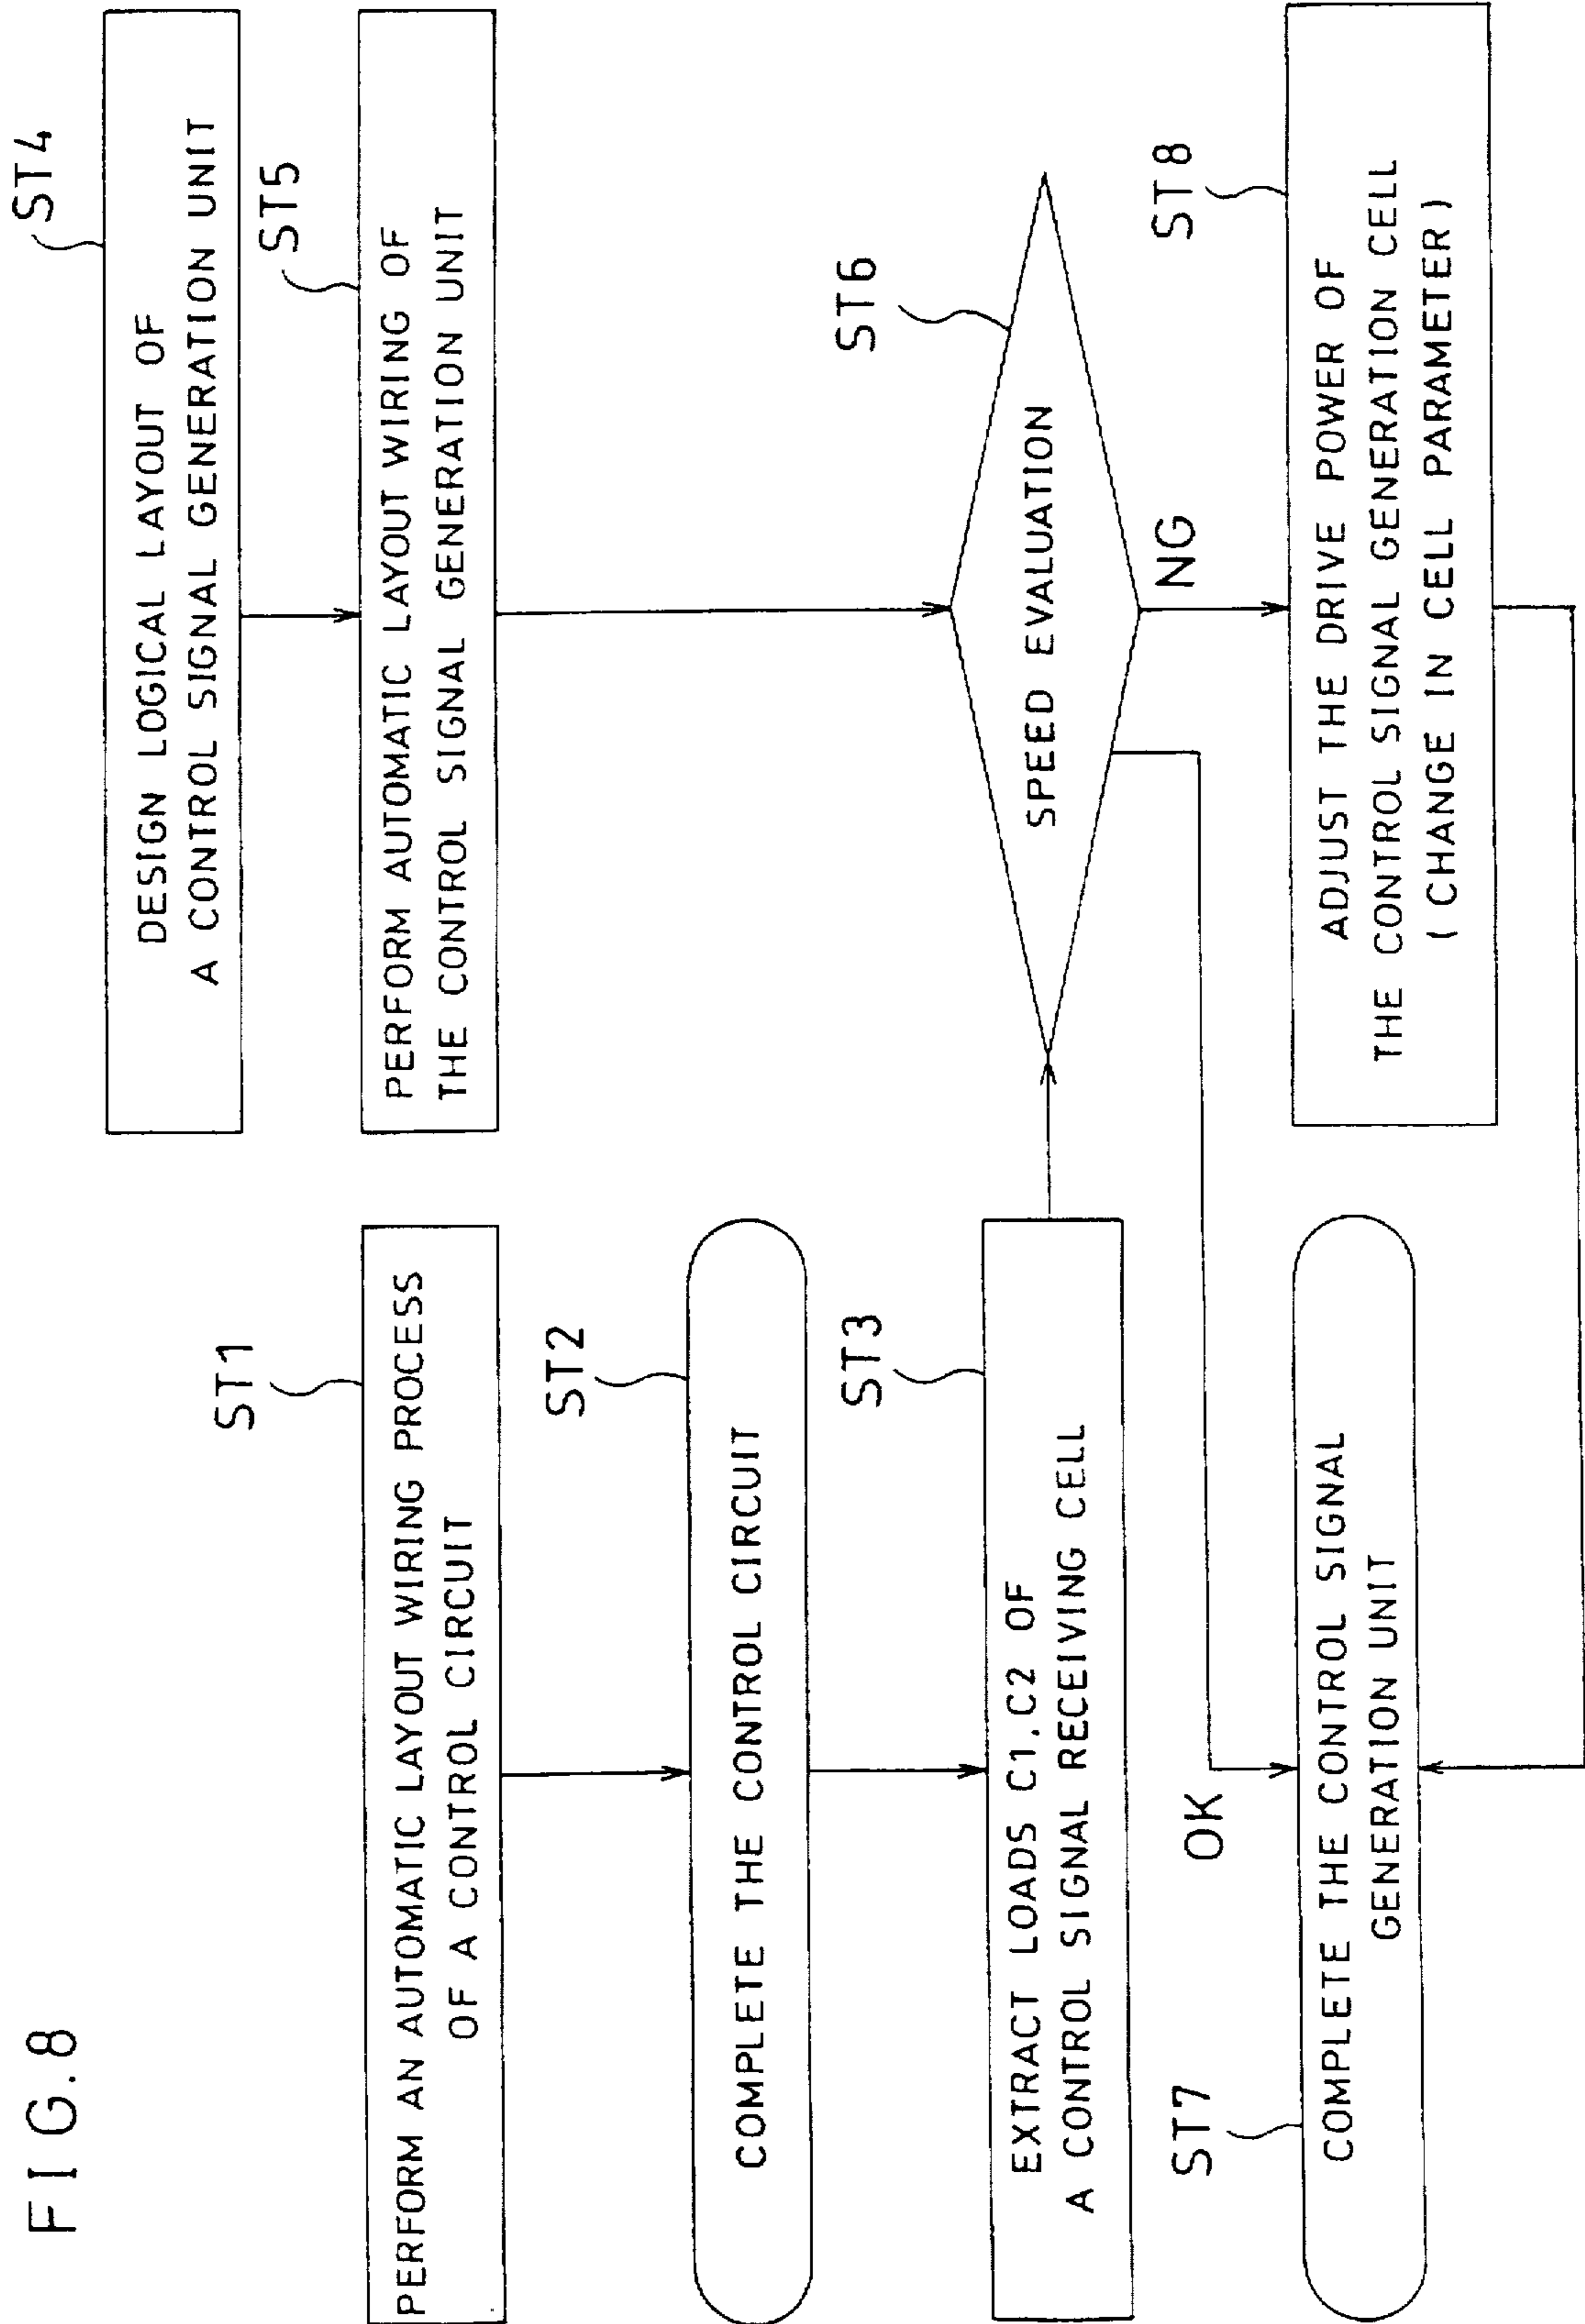 FIG.8
ST1
PERFORM AN AUTOMATIC LAYOUT WIRING PROCESS
OF A CONTROL CIRCUIT
ST2
COMPLETE THE CONTROL CIRCUIT
ST3
EXTRACT LOADS C1,C2 OF
A CONTROL SIGNAL RECEIVING CELL
ST4
DESIGN LOGICAL LAYOUT OF
A CONTROL SIGNAL GENERATION UNIT
ST5
PERFORM AUTOMATIC LAYOUT WIRING OF
THE CONTROL SIGNAL GENERATION UNIT
ST6
SPEED EVALUATION
NG
OK
ST7
COMPLETE THE CONTROL SIGNAL
GENERATION UNIT
ST8
ADJUST THE DRIVE POWER OF
THE CONTROL SIGNAL GENERATION CELL
(CHANGE IN CELL PARAMETER)